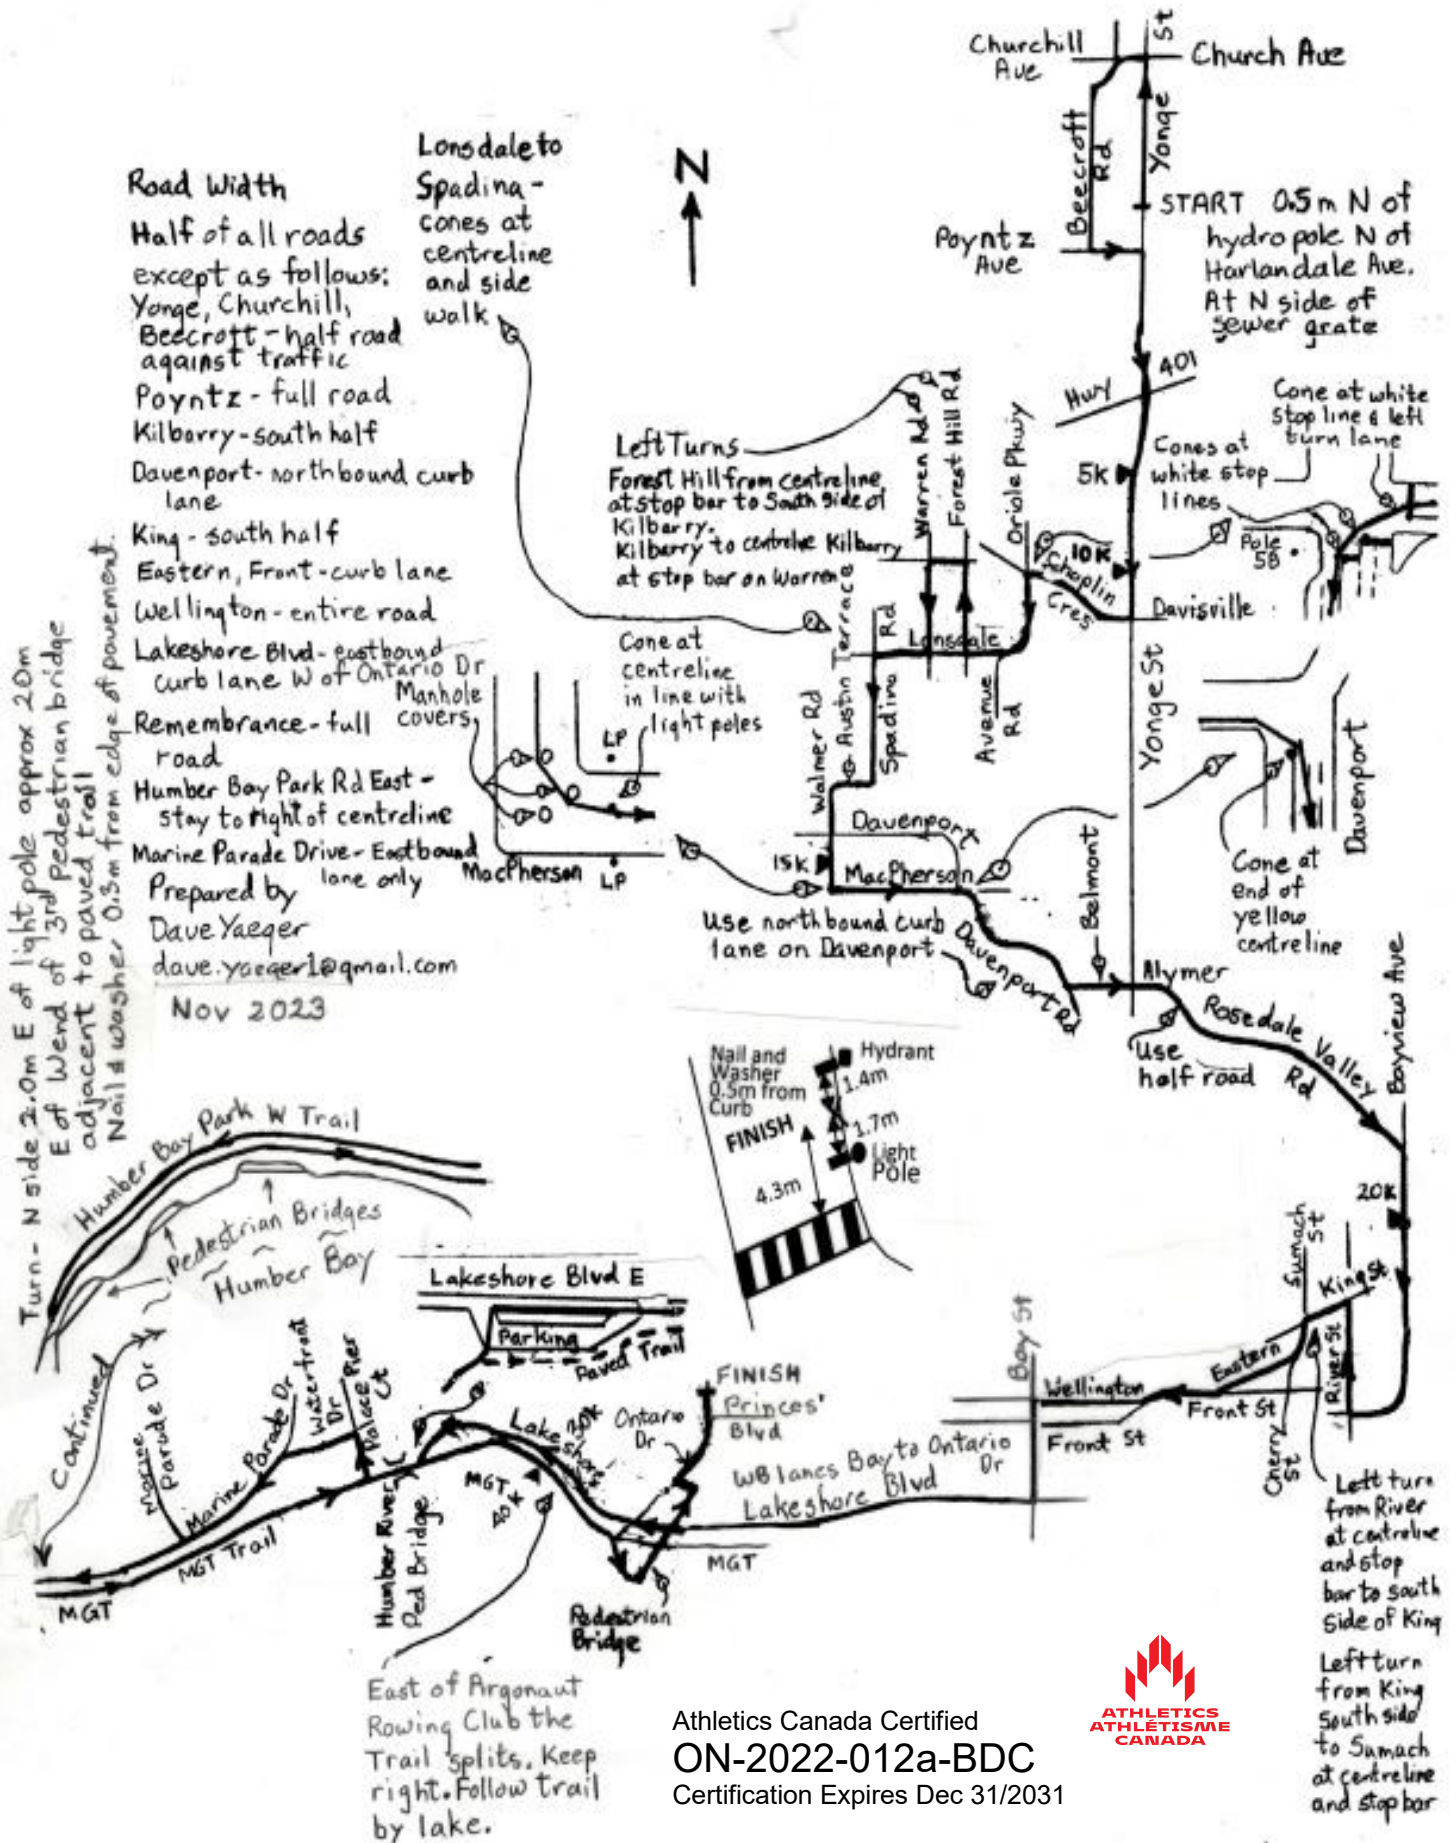 Churchill
Ave
Church Ave
Yonge
St
Beecroft
Rd
Poyntz
Ave
START 0.5m N of
hydro pole N of
Harlandale Ave.
At N side of
sewer grate
N
Lonsdale to
Spadina-
cones at
centreline
and side
walk
Road Width
Half of all roads
except as follows:
Yonge, Churchill,
Beecroft - half road
against traffic
Poyntz - full road
Kilbarry - south half
Davenport - northbound curb
lane
King - south half
Eastern, Front - curb lane
Wellington - entire road
Lakeshore Blvd - eastbound
curb lane W of Ontario Dr
Remembrance - full
road
Humber Bay Park Rd East -
stay to right of centreline
Marine Parade Drive - Eastbound
lane only
Prepared by
Dave Yaeger
dave.yaeger1@gmail.com
Nov 2023
Hwy 401
Cone at white
stop line & left
turn lane
Cones at
white stop
lines
Pole
58
5K
10K
Left Turns
Forest Hill from centreline
at stop bar to South side of
Kilbarry.
Kilbarry to centreline Kilbarry
at stop bar on Warren
Warren Rd
Forest Hill Rd
Oriole Pkwy
Chaplin
Cres
Davisville
Lonsdale
Avenue
Rd
Spadina
Rd
Austin Terrace
Walmer Rd
Yonge St
Manhole
covers
Cone at
centreline
in line with
light poles
LP
MacPherson
LP
Davenport
15K
MacPherson
Use northbound curb
lane on Davenport
Davenport Rd
Belmont
Davenport
Cone at
end of
yellow
centreline
Alymer
Rosedale Valley
Rd
Use
half road
Bayview Ave
20K
Nail and
Washer
0.5m from
Curb
Hydrant
1.4m
1.7m
FINISH
Light
Pole
4.3m
Turn - N side 2.0m E of light pole approx 20m
E of W end of 3rd pedestrian bridge
adjacent to paved trail
Nail & washer 0.3m from edge of pavement.
Humber Bay Park W Trail
Pedestrian Bridges
Humber Bay
Continued
Lakeshore Blvd E
Parking
Paved Trail
Marine
Parade Dr
Marine Parade Dr
Waterfront
Dr
Palace Pier
Ct
MGT Trail
MGT
Humber River
Ped Bridge
Lakeshore
30K
MGT
40K
Ontario
Dr
FINISH
Princes'
Blvd
WB lanes Bay to Ontario
Dr
Lakeshore Blvd
MGT
Pedestrian
Bridge
Bay St
Wellington
Front St
Front St
Eastern
Cherry
St
Sumach
St
King St
River St
Left turn
from River
at centreline
and stop
bar to south
side of King
Left turn
from King
South side
to Sumach
at centreline
and stop bar
East of Argonaut
Rowing Club the
Trail splits. Keep
right. Follow trail
by lake.
Athletics Canada Certified
ON-2022-012a-BDC
Certification Expires Dec 31/2031
ATHLETICS
ATHLÉTISME
CANADA